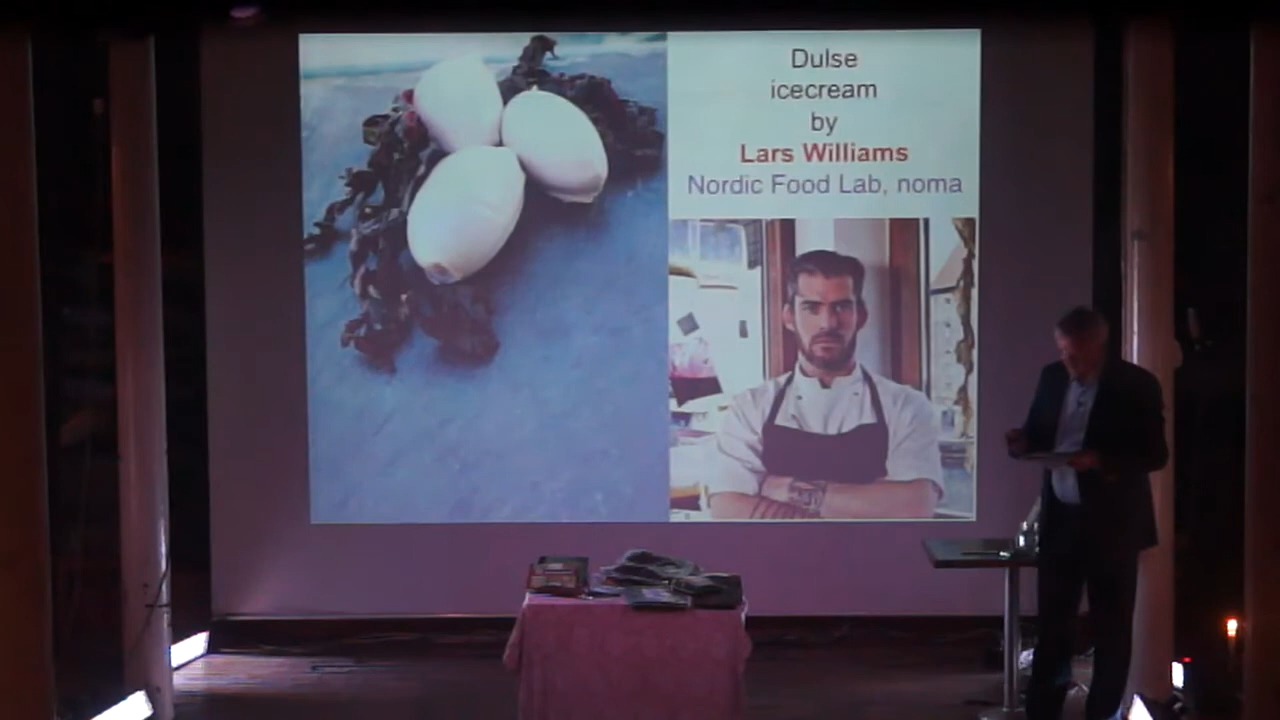 Dulse
icecream
by
Lars Williams
Nordic Food Lab, noma